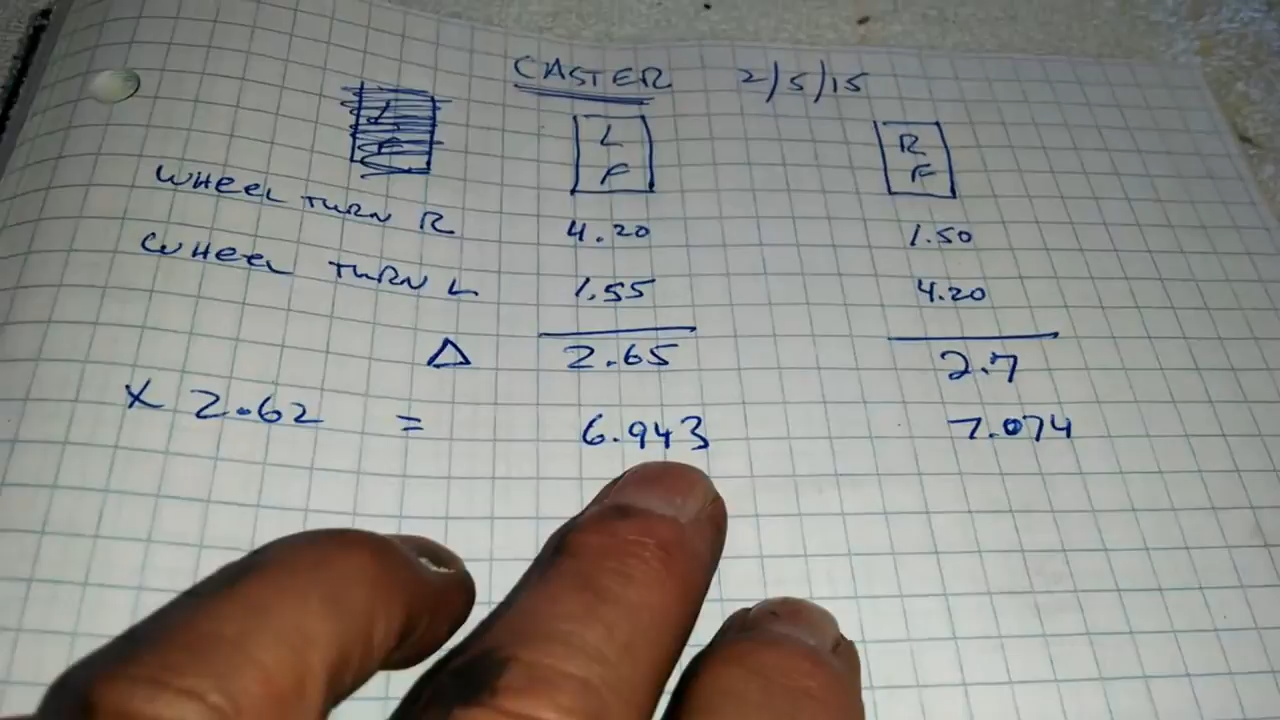 CASTER 2/5/15
L F R F
WHEEL TURN R 4.20 1.50
WHEEL TURN L 1.55 4.20
Δ 2.65 2.7
X 2.62 = 6.943 7.074